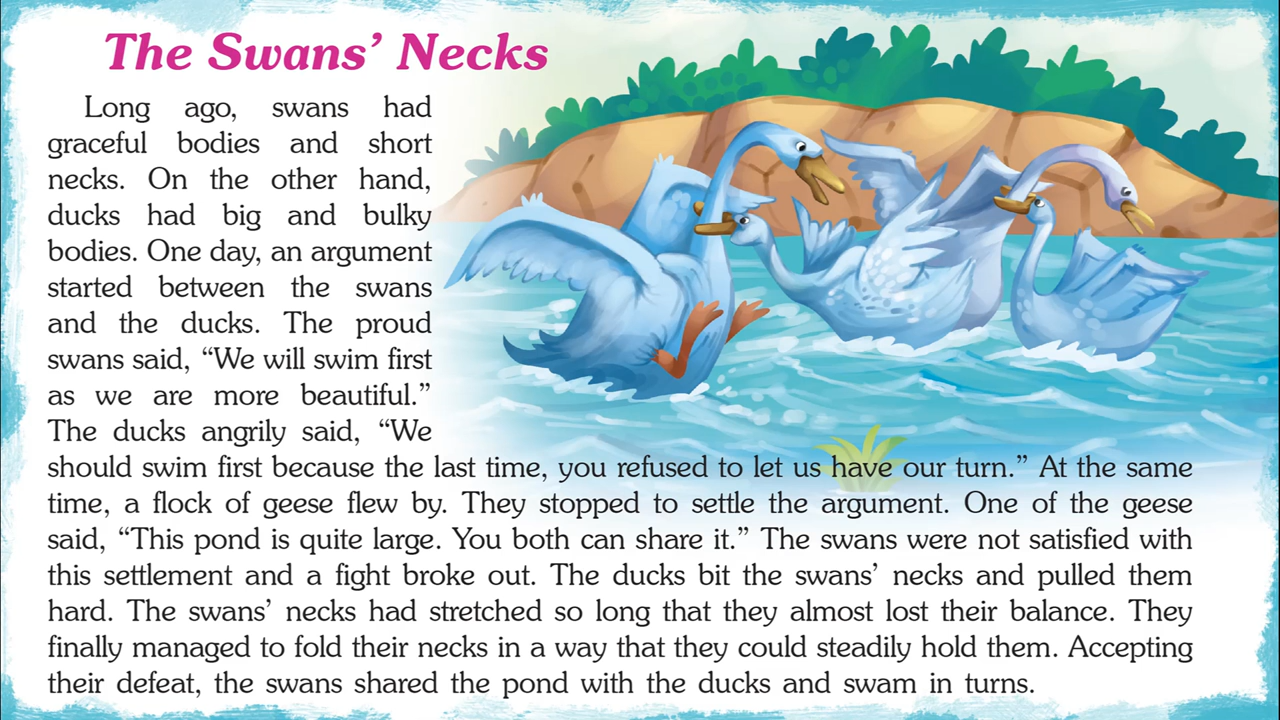 The Swans’ Necks
Long ago, swans had
graceful bodies and short
necks. On the other hand,
ducks had big and bulky
bodies. One day, an argument
started between the swans
and the ducks. The proud
swans said, “We will swim first
as we are more beautiful.”
The ducks angrily said, “We
should swim first because the last time, you refused to let us have our turn.” At the same
time, a flock of geese flew by. They stopped to settle the argument. One of the geese
said, “This pond is quite large. You both can share it.” The swans were not satisfied with
this settlement and a fight broke out. The ducks bit the swans’ necks and pulled them
hard. The swans’ necks had stretched so long that they almost lost their balance. They
finally managed to fold their necks in a way that they could steadily hold them. Accepting
their defeat, the swans shared the pond with the ducks and swam in turns.